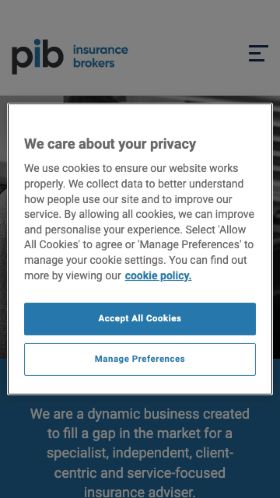 pib insurance
brokers
We care about your privacy
We use cookies to ensure our website works
properly. We collect data to better understand
how people use our site and to improve our
service. By allowing all cookies, we can improve
and personalise your experience. Select 'Allow
All Cookies' to agree or 'Manage Preferences' to
manage your cookie settings. You can find out
more by viewing our cookie policy.
Accept All Cookies
Manage Preferences
We are a dynamic business created
to fill a gap in the market for a
specialist, independent, client-
centric and service-focused
insurance adviser.